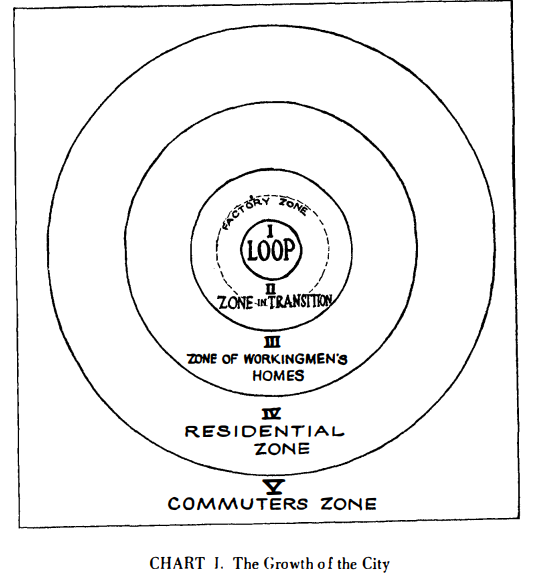 FACTORY ZONE
I
LOOP
II
ZONE-IN-TRANSITION
III
ZONE OF WORKINGMEN'S
HOMES
IV
RESIDENTIAL
ZONE
V
COMMUTERS ZONE
CHART I. The Growth of the City